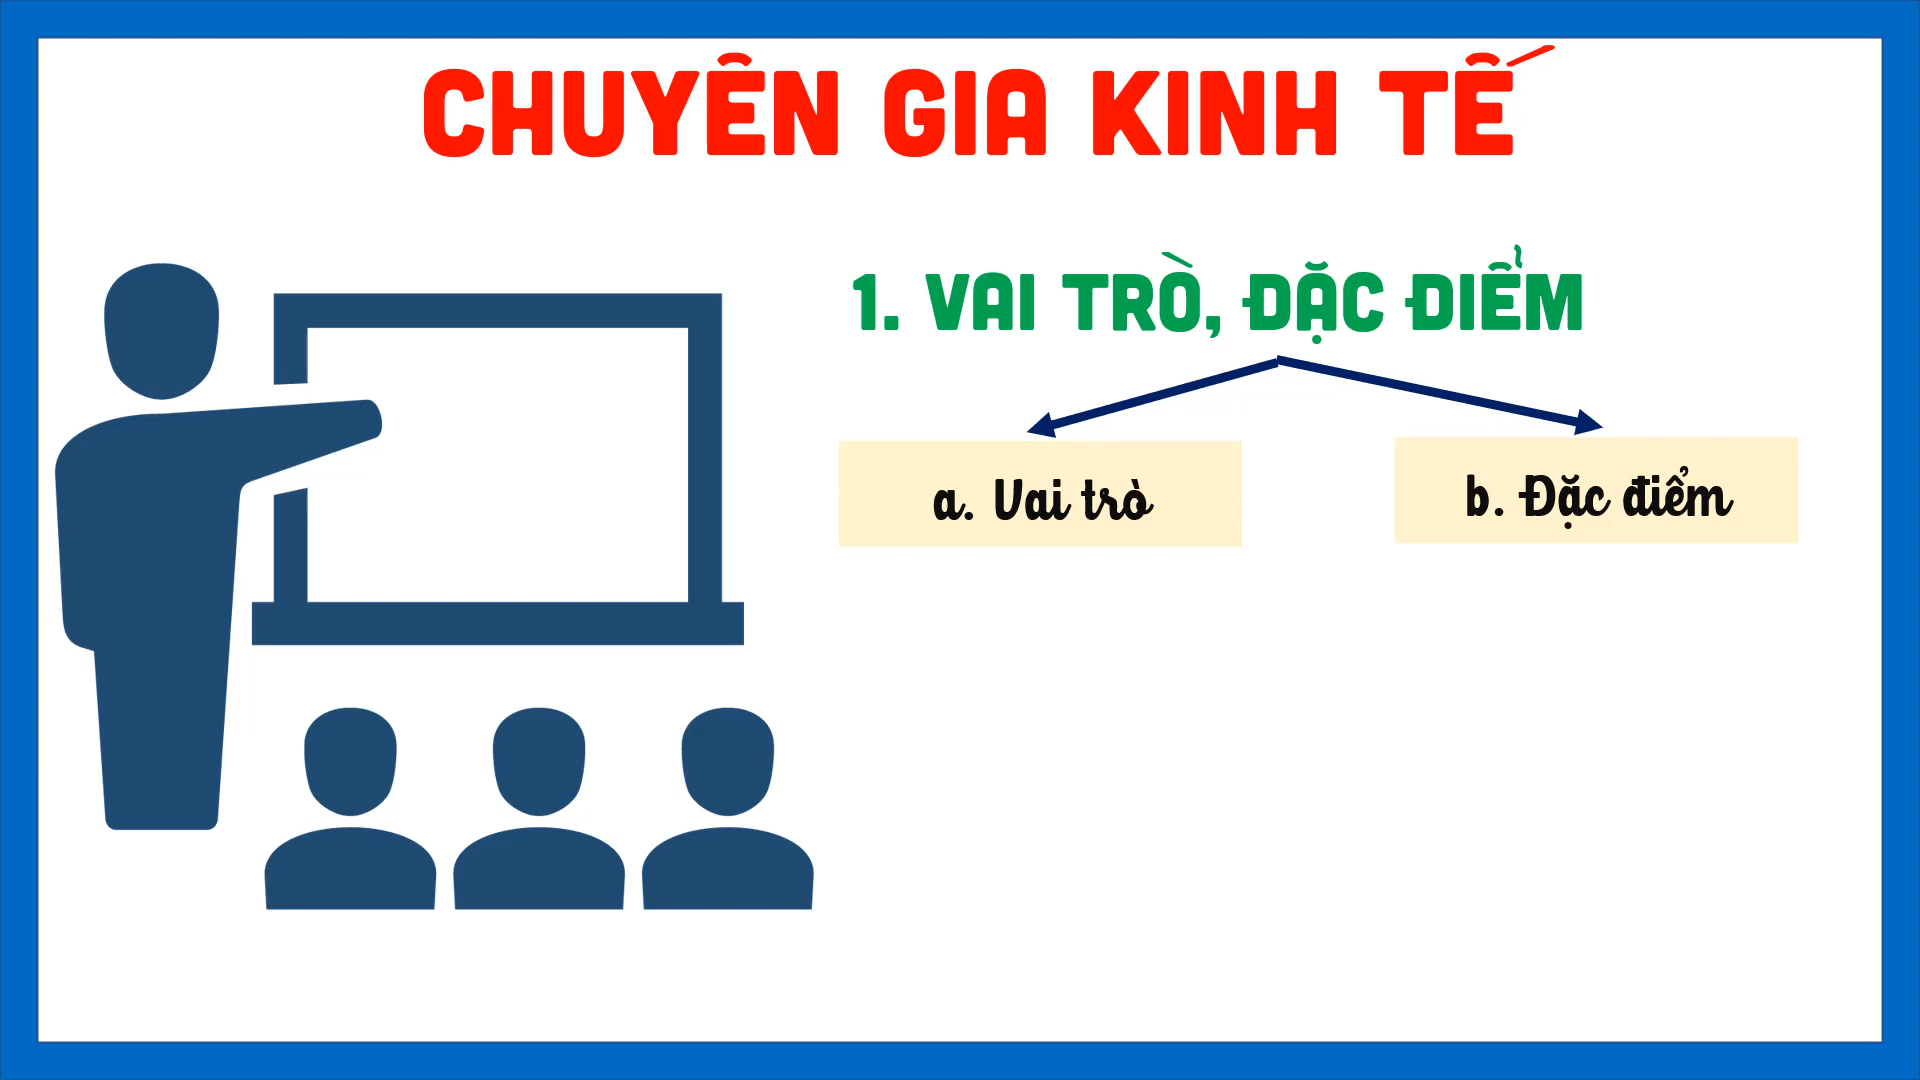 CHUYÊN GIA KINH TẾ
1. VAI TRÒ, ĐẶC ĐIỂM
a. Vai trò
b. Đặc điểm